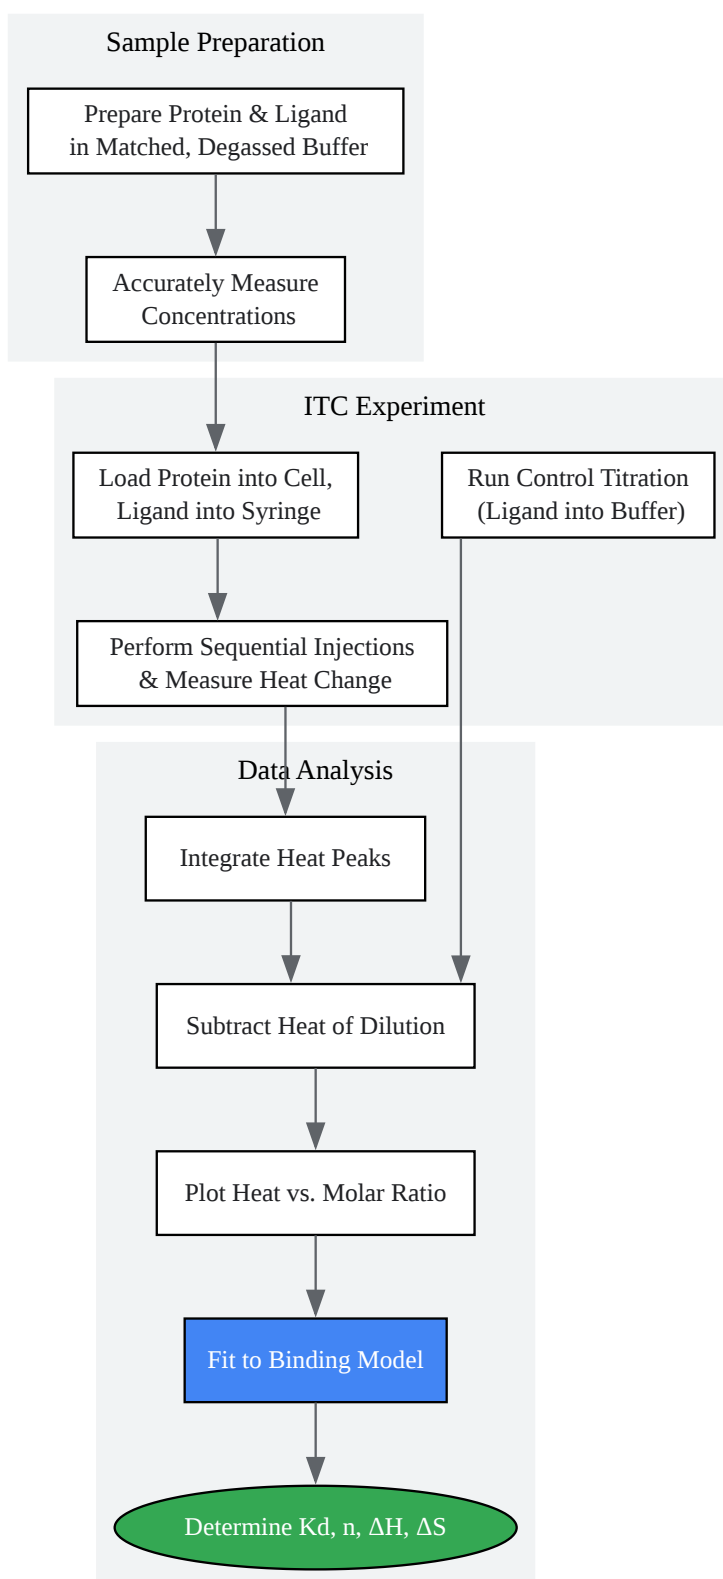 Sample Preparation
Prepare Protein & Ligand
in Matched, Degassed Buffer
Accurately Measure
Concentrations
ITC Experiment
Load Protein into Cell,
Ligand into Syringe
Run Control Titration
(Ligand into Buffer)
Perform Sequential Injections
& Measure Heat Change
Data Analysis
Integrate Heat Peaks
Subtract Heat of Dilution
Plot Heat vs. Molar Ratio
Fit to Binding Model
Determine Kd, n, ΔH, ΔS